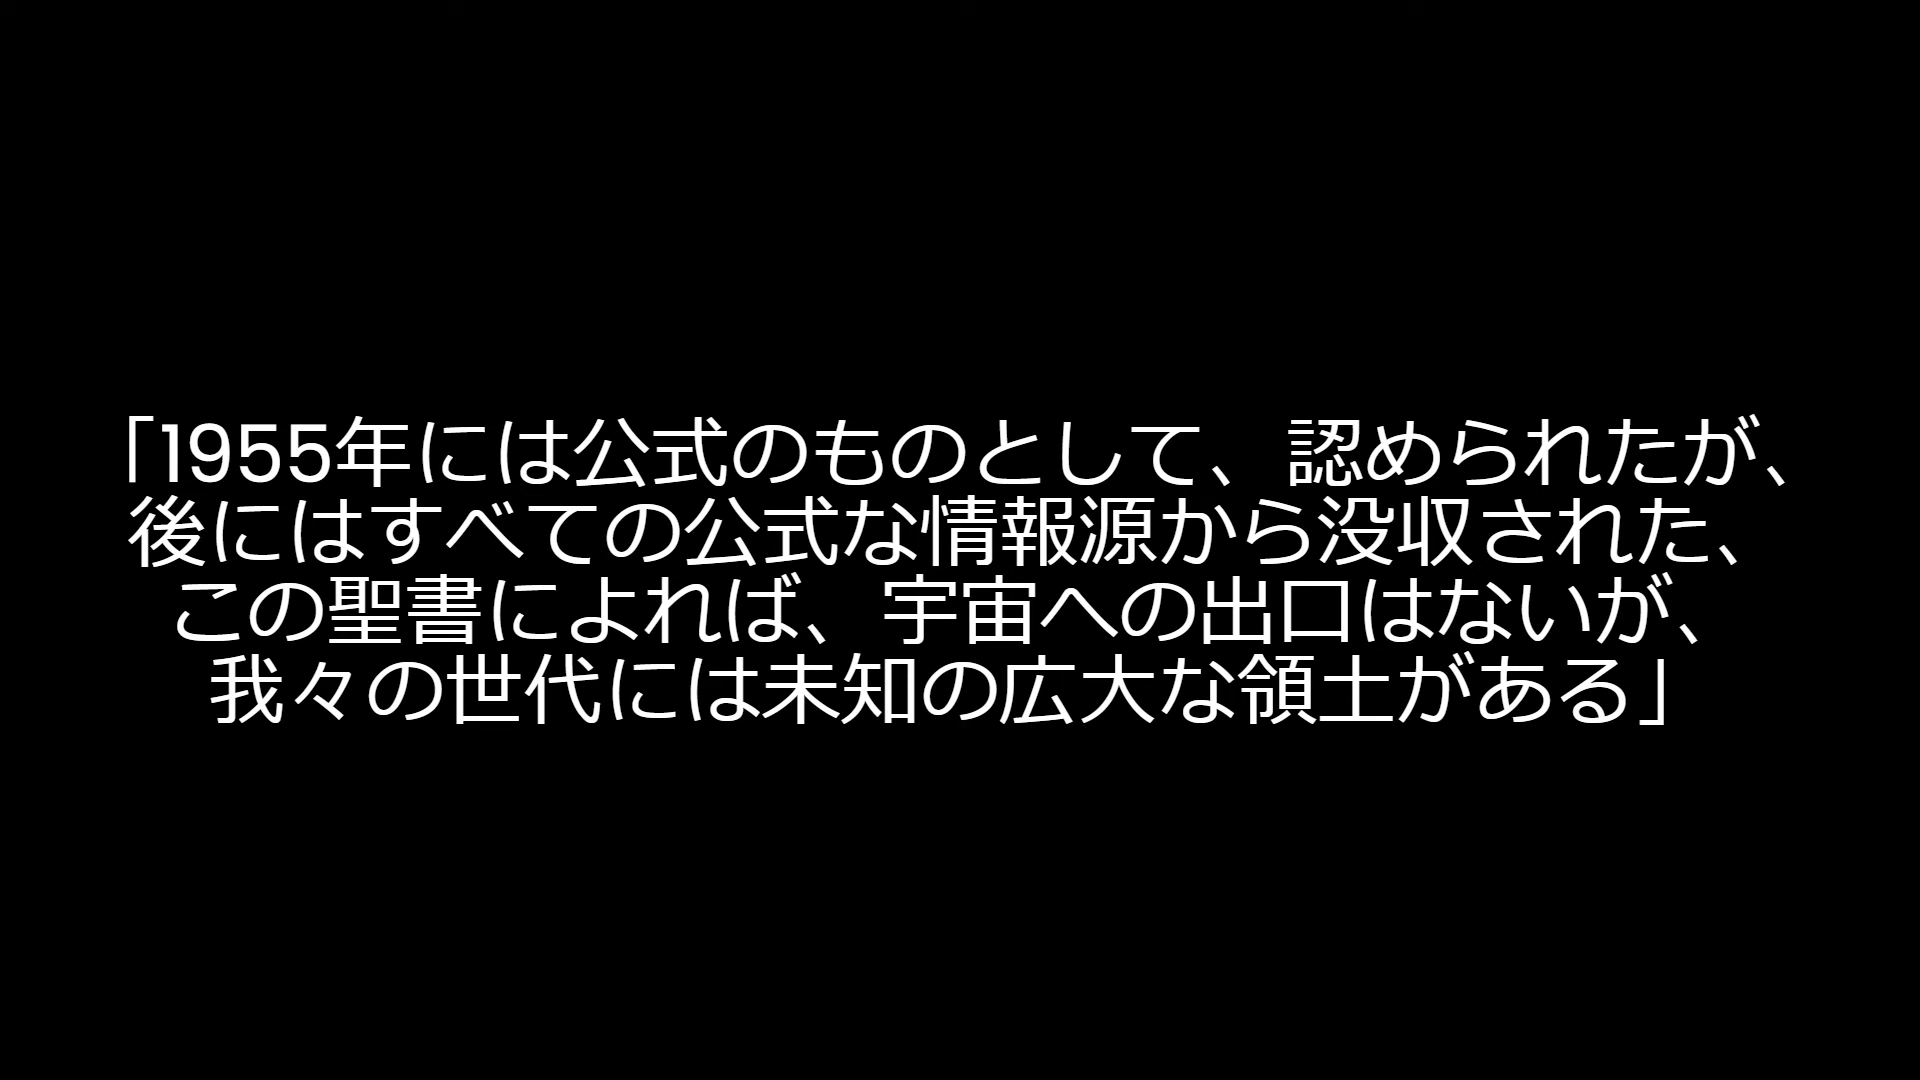 「1955年には公式のものとして、認められたが、
後にはすべての公式な情報源から没収された、
この聖書によれば、宇宙への出口はないが、
我々の世代には未知の広大な領土がある」